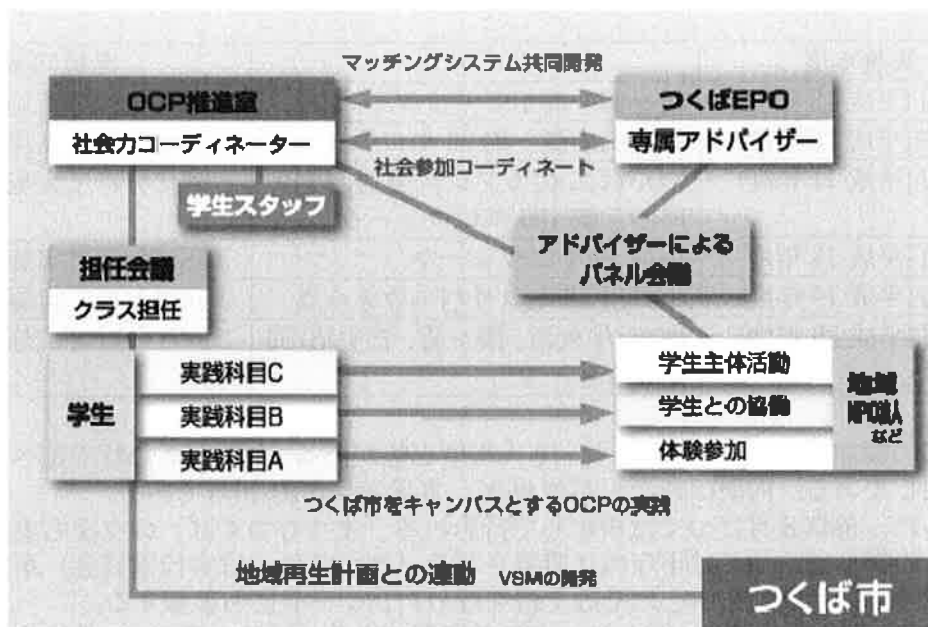 マッチングシステム共同開発
OCP推進室
つくばEPO
社会力コーディネーター
専属アドバイザー
社会参加コーディネート
学生スタッフ
アドバイザーによる
パネル会議
担任会議
クラス担任
学生
実践科目C
実践科目B
実践科目A
学生主体活動
学生との協働
体験参加
地域
NPO法人
など
つくば市をキャンパスとするOCPの実践
地域再生計画との連動 VSMの開発
つくば市